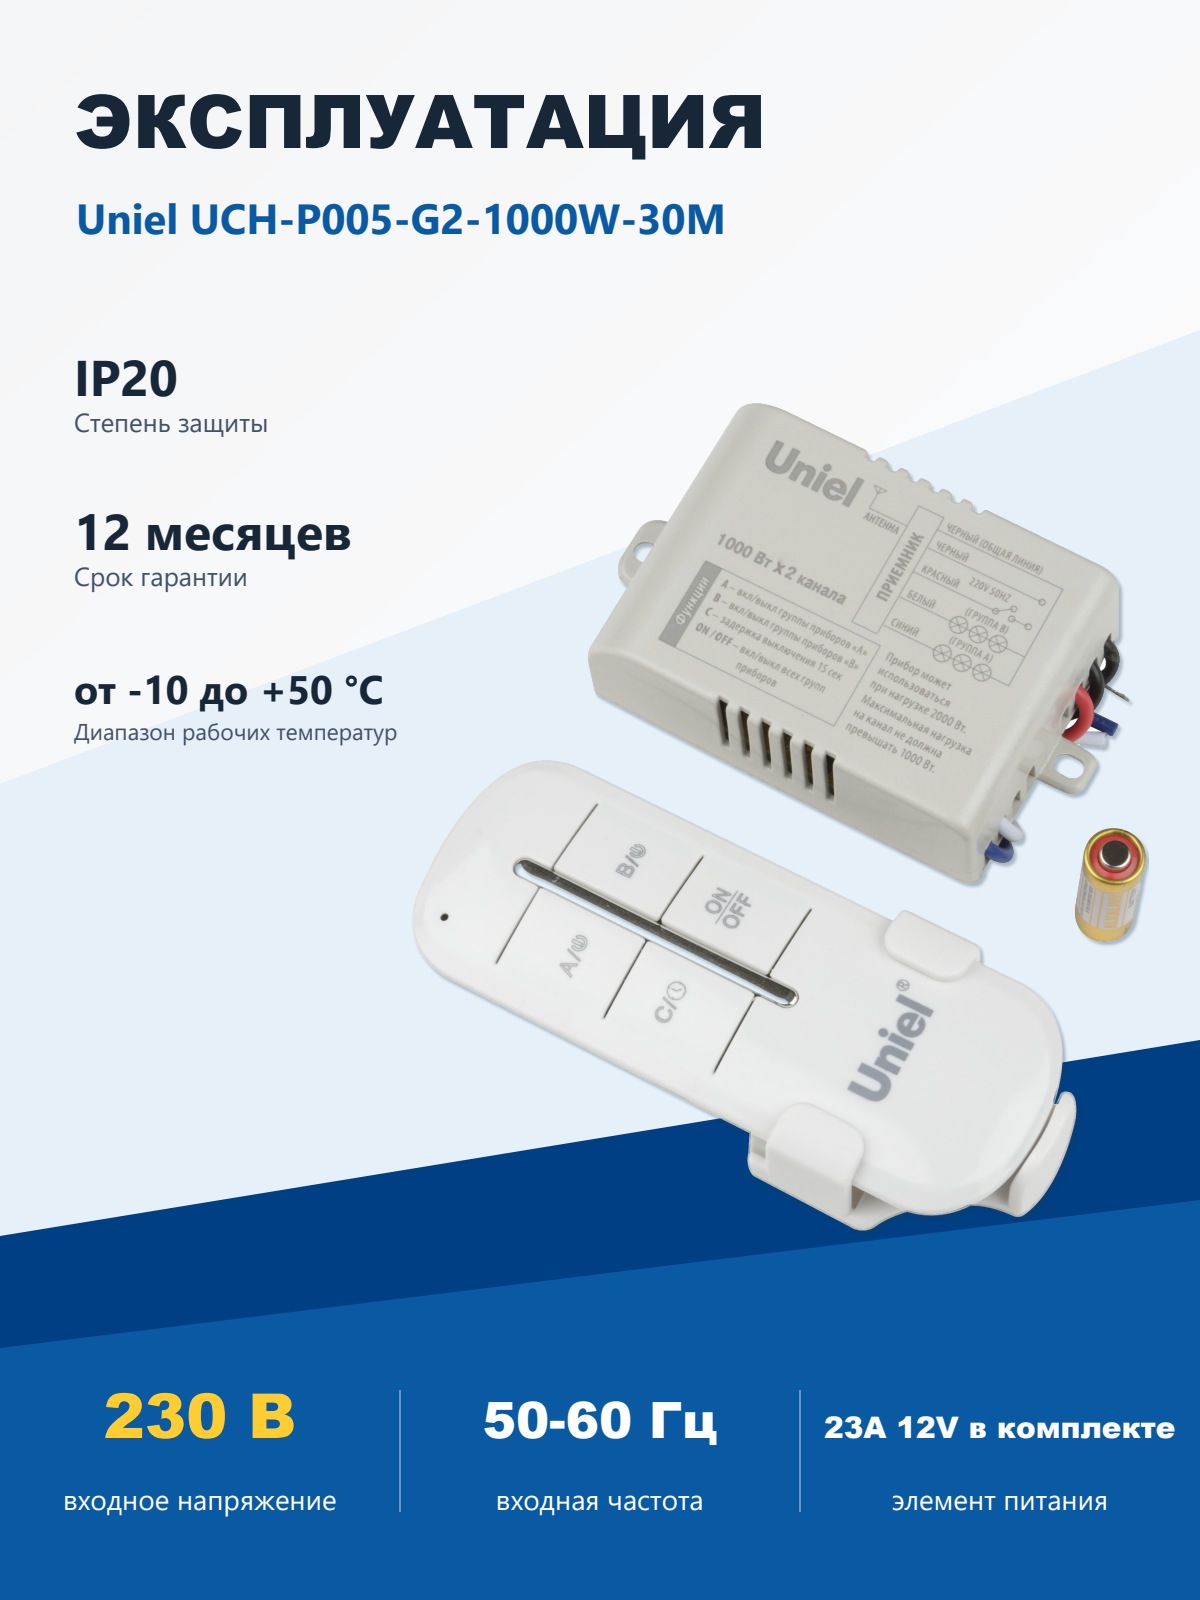 ЭКСПЛУАТАЦИЯ
Uniel UCH-P005-G2-1000W-30M
IP20
Степень защиты
12 месяцев
Срок гарантии
от -10 до +50 °C
Диапазон рабочих температур
Uniel
АНТЕННА
ПРИЕМНИК
ЧЕРНЫЙ (ОБЩАЯ ЛИНИЯ)
ЧЕРНЫЙ
КРАСНЫЙ
220V 50HZ
БЕЛЫЙ
(ГРУППА В)
СИНИЙ
(ГРУППА А)
1000 Вт x 2 канала
Функции
A – вкл/выкл группы приборов «А»
B – вкл/выкл группы приборов «В»
C – задержка выключения 15 сек
ON/OFF – вкл/выкл всех групп
приборов
Прибор может
использоваться
при нагрузке 2000 Вт.
Максимальная нагрузка
на канал не должна
превышать 1000 Вт.
B/
ON
OFF
A/
C/
Uniel®
230 В
входное напряжение
50-60 Гц
входная частота
23A 12V в комплекте
элемент питания